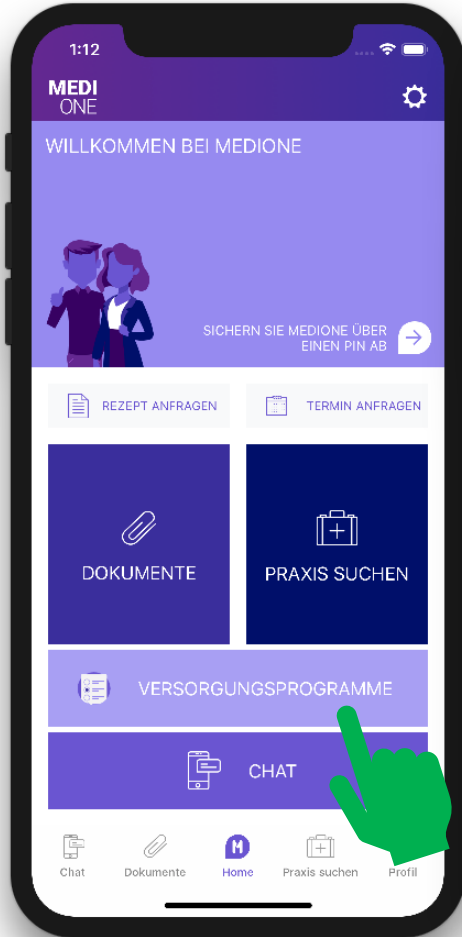 1:12
MEDI
ONE
WILLKOMMEN BEI MEDIONE
SICHERN SIE MEDIONE ÜBER
EINEN PIN AB
REZEPT ANFRAGEN
TERMIN ANFRAGEN
DOKUMENTE
PRAXIS SUCHEN
VERSORGUNGSPROGRAMME
CHAT
M
Chat
Dokumente
Home
Praxis suchen
Profil